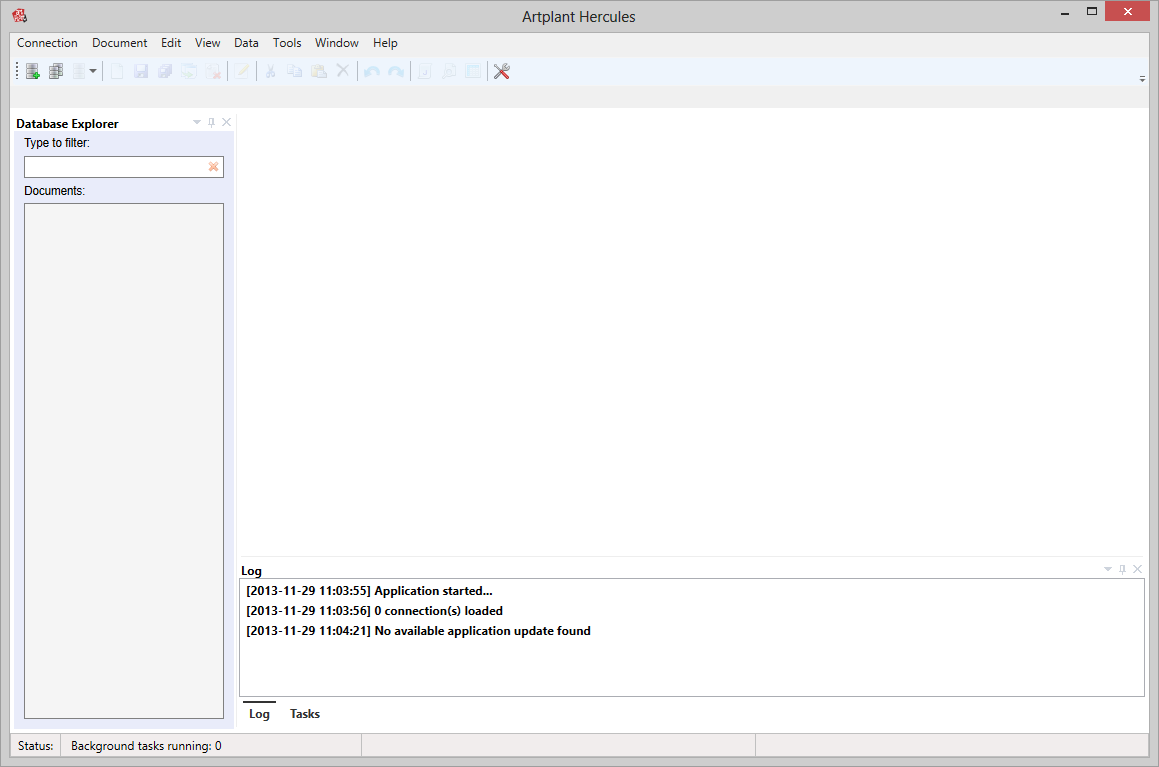 Artplant Hercules
Connection Document Edit View Data Tools Window Help
Database Explorer
Type to filter:
Documents:
Log
[2013-11-29 11:03:55] Application started...
[2013-11-29 11:03:56] 0 connection(s) loaded
[2013-11-29 11:04:21] No available application update found
Log Tasks
Status: Background tasks running: 0